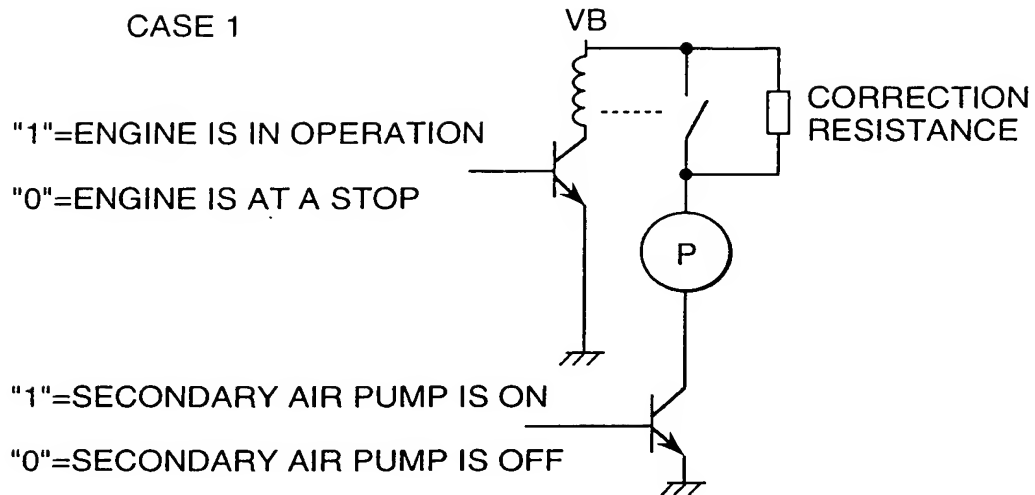 CASE 1
VB
CORRECTION
RESISTANCE
"1"=ENGINE IS IN OPERATION
"0"=ENGINE IS AT A STOP
P
"1"=SECONDARY AIR PUMP IS ON
"0"=SECONDARY AIR PUMP IS OFF